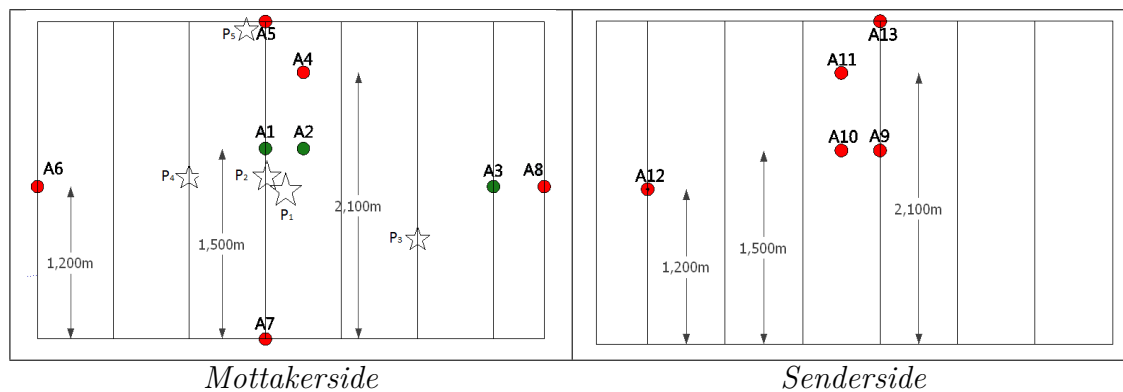 P₅
A5
A4
A1
A2
A6
P₄
P₂
A3
A8
P₁
2,100m
P₃
1,500m
1,200m
A7
A13
A11
A10
A9
A12
2,100m
1,500m
1,200m
Mottakerside
Senderside